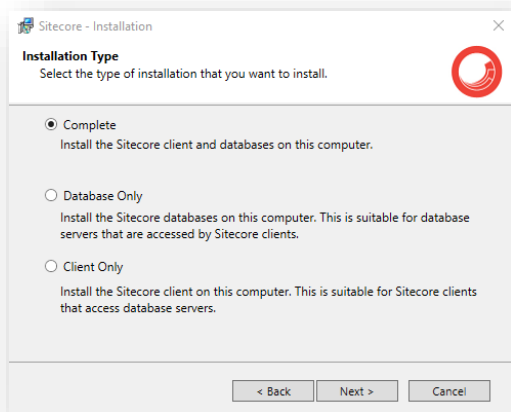 Sitecore - Installation
Installation Type
Select the type of installation that you want to install.
Complete
Install the Sitecore client and databases on this computer.
Database Only
Install the Sitecore databases on this computer. This is suitable for database
servers that are accessed by Sitecore clients.
Client Only
Install the Sitecore client on this computer. This is suitable for Sitecore clients
that access database servers.
< Back Next > Cancel